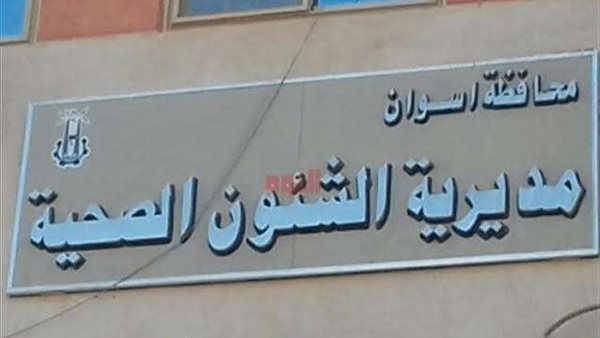 محافظة اسوان
مديرية الشئون الصحية